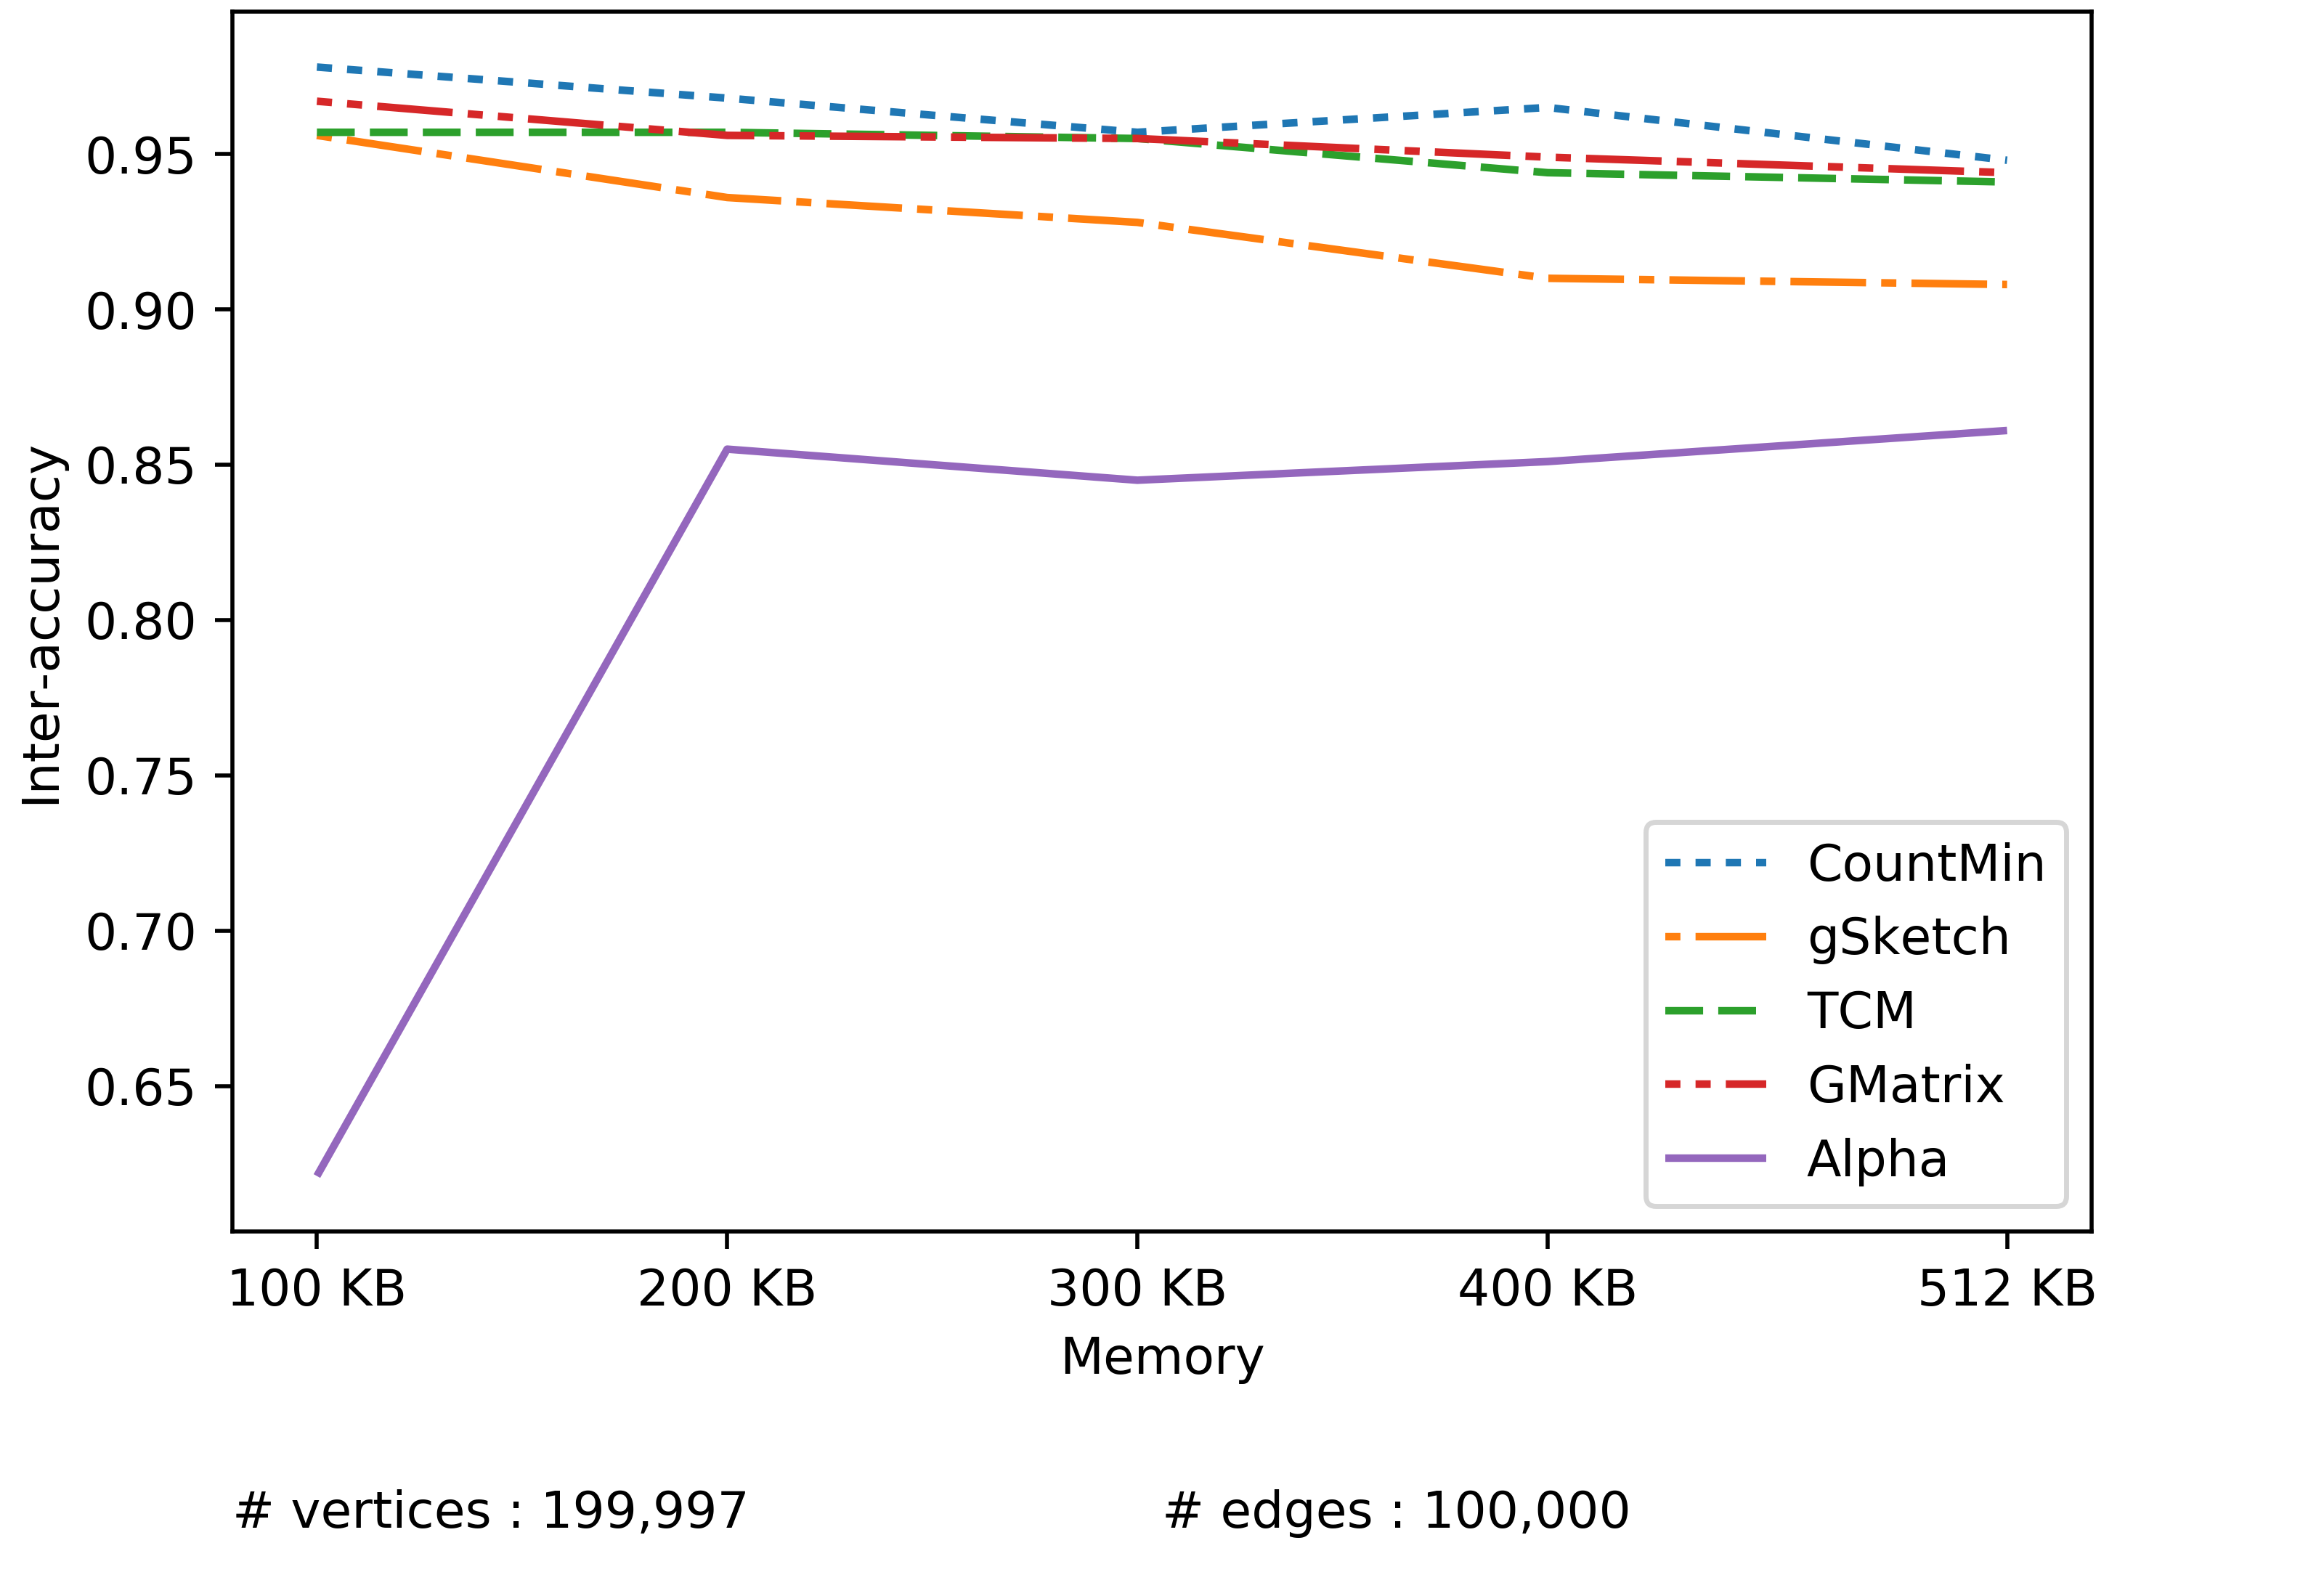 Inter-accuracy
0.95
0.90
0.85
0.80
0.75
0.70
0.65
CountMin
gSketch
TCM
GMatrix
Alpha
100 KB 200 KB 300 KB 400 KB 512 KB
Memory
# vertices : 199,997 # edges : 100,000